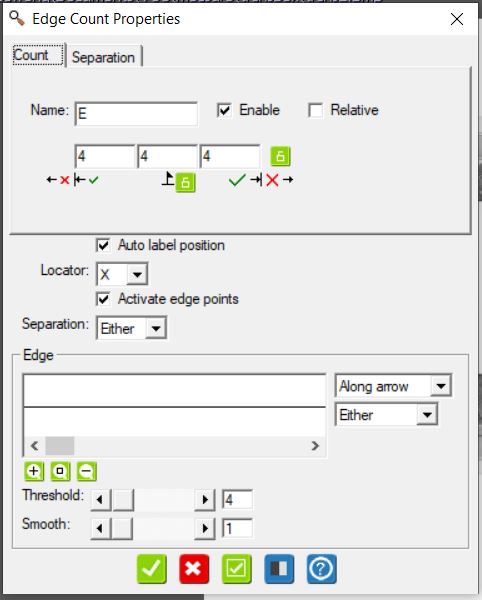 Edge Count Properties
Count Separation
Name: E Enable Relative
4 4 4
Auto label position
Locator: X
Activate edge points
Separation: Either
Edge
Along arrow
Either
Threshold: 4
Smooth: 1